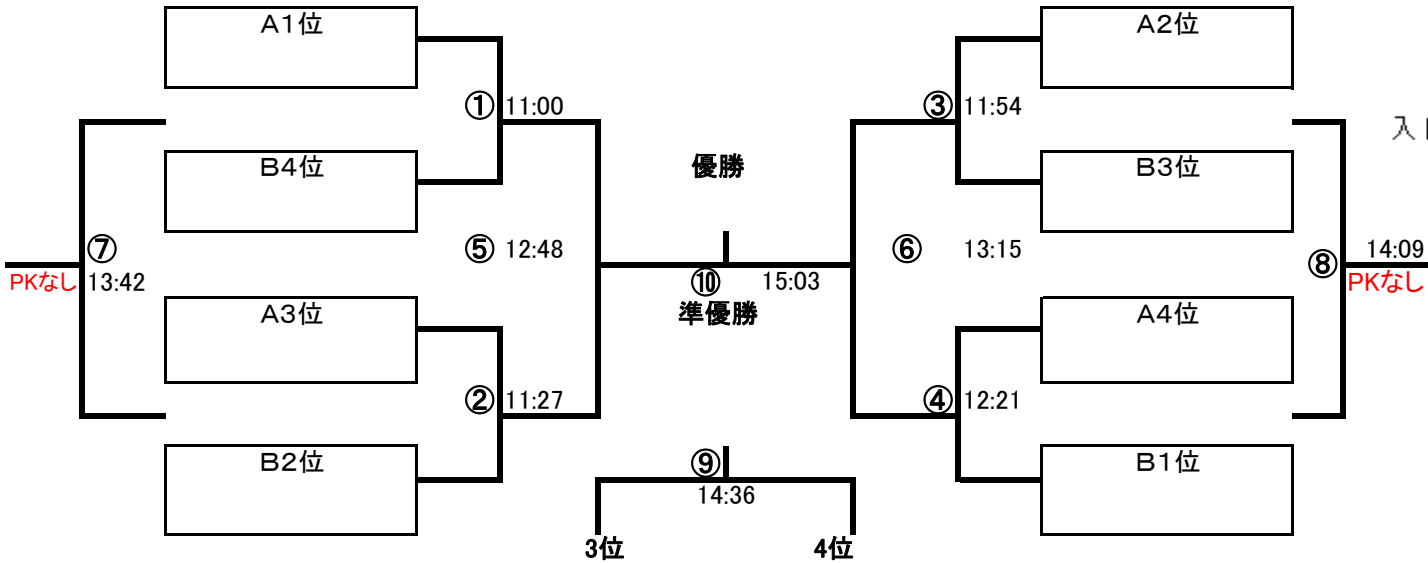 A1位
A2位
① 11:00
③ 11:54
入
B4位
優勝
B3位
⑦
⑤ 12:48
⑥ 13:15
⑧
14:09
PKなし
13:42
⑩
15:03
PKなし
A3位
準優勝
A4位
② 11:27
④ 12:21
B2位
⑨
B1位
14:36
3位
4位